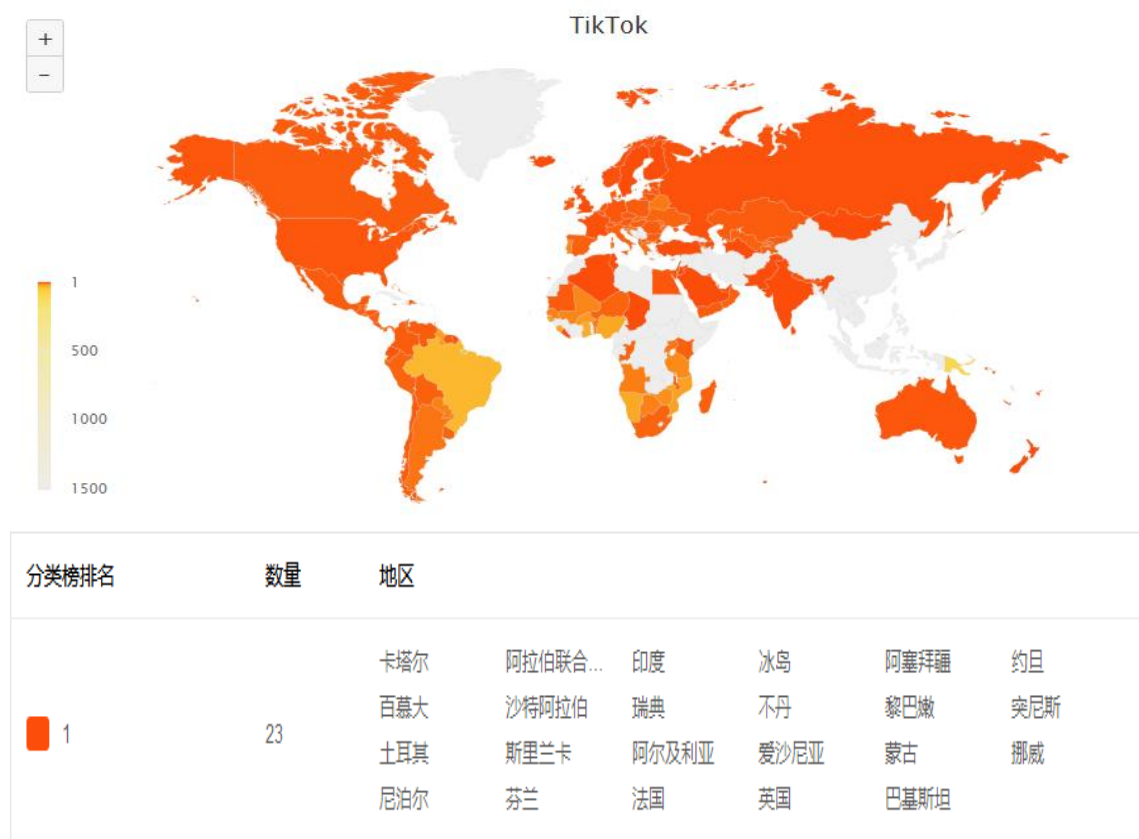 TikTok
+
−
1
500
1000
1500
分类榜排名 数量 地区
卡塔尔 阿拉伯联合... 印度 冰岛 阿塞拜疆 约旦
百慕大 沙特阿拉伯 瑞典 不丹 黎巴嫩 突尼斯
1 23
土耳其 斯里兰卡 阿尔及利亚 爱沙尼亚 蒙古 挪威
尼泊尔 芬兰 法国 英国 巴基斯坦